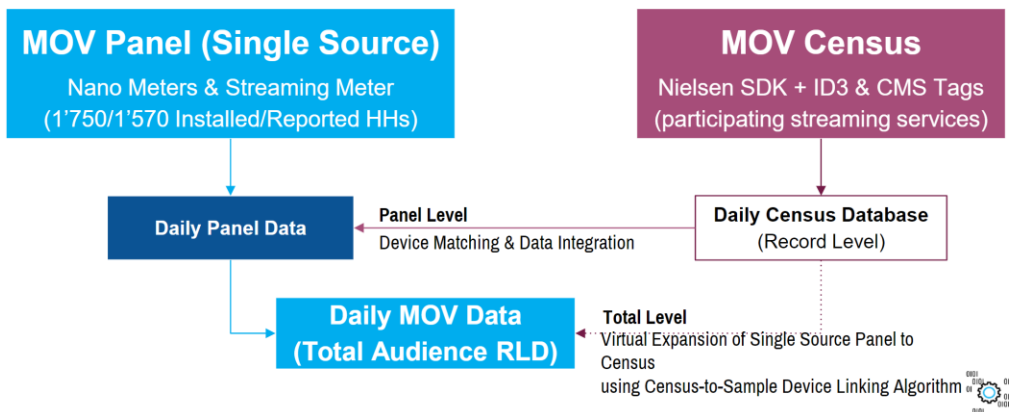 MOV Panel (Single Source)
Nano Meters & Streaming Meter
(1'750/1'570 Installed/Reported HHs)
MOV Census
Nielsen SDK + ID3 & CMS Tags
(participating streaming services)
Daily Panel Data
Panel Level
Device Matching & Data Integration
Daily Census Database
(Record Level)
Daily MOV Data
(Total Audience RLD)
Total Level
Virtual Expansion of Single Source Panel to
Census
using Census-to-Sample Device Linking Algorithm